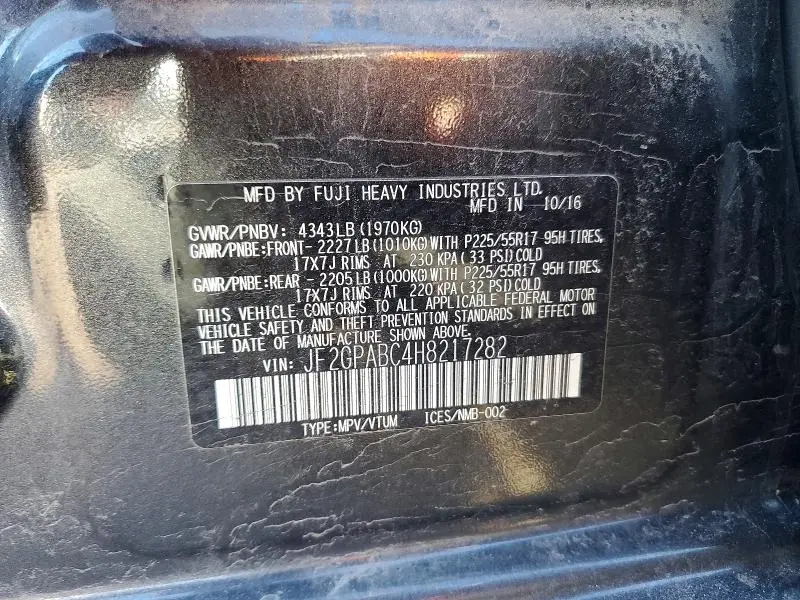 MFD BY FUJI HEAVY INDUSTRIES LTD.
MFD IN 10/16
GVWR/PNBV: 4343LB (1970KG)
GAWR/PNBE:FRONT- 2227LB (1010KG) WITH P225/55R17 95H TIRES,
17X7J RIMS AT 230 KPA (33 PSI) COLD
GAWR/PNBE:REAR - 2205LB (1000KG) WITH P225/55R17 95H TIRES,
17X7J RIMS AT 220 KPA (32 PSI) COLD
THIS VEHICLE CONFORMS TO ALL APPLICABLE FEDERAL MOTOR
VEHICLE SAFETY AND THEFT PREVENTION STANDARDS IN EFFECT ON
THE DATE OF MANUFACTURE SHOWN ABOVE.
VIN: JF2GPABC4H8217282
TYPE:MPV/VTUM ICES/NMB-002